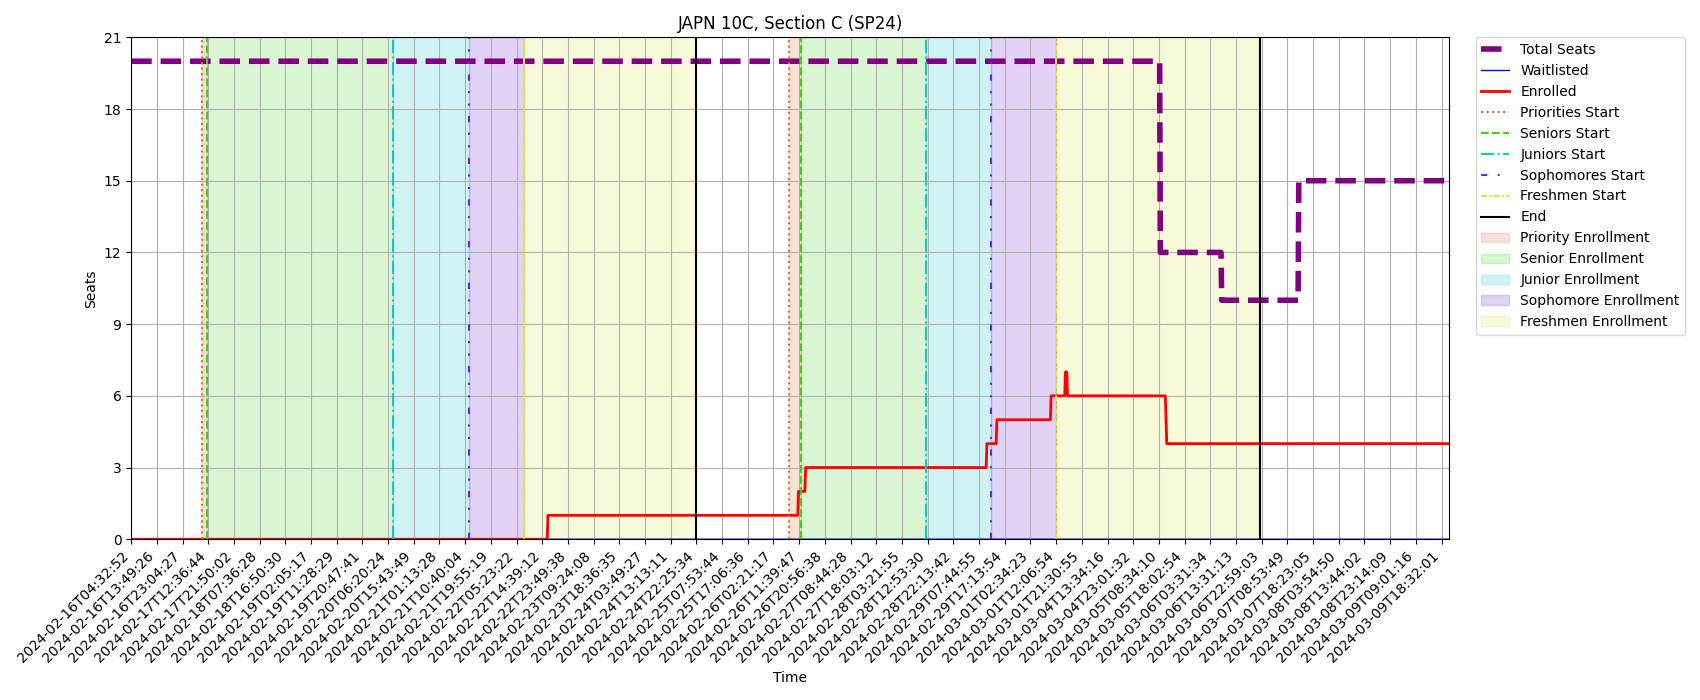 JAPN 10C, Section C (SP24)
21
18
15
12
9
6
3
0
Seats
2024-02-16T04:32:52
2024-02-16T13:49:26
2024-02-16T23:04:27
2024-02-17T12:36:44
2024-02-17T21:50:02
2024-02-18T07:36:28
2024-02-18T16:50:30
2024-02-19T02:05:17
2024-02-19T11:28:29
2024-02-19T20:47:41
2024-02-20T06:20:24
2024-02-20T15:43:49
2024-02-21T01:13:28
2024-02-21T10:40:04
2024-02-21T19:55:19
2024-02-22T05:23:22
2024-02-22T14:39:12
2024-02-22T23:49:38
2024-02-23T09:24:08
2024-02-23T18:36:35
2024-02-24T03:49:27
2024-02-24T13:13:11
2024-02-24T22:25:34
2024-02-25T07:53:44
2024-02-25T17:06:36
2024-02-26T02:21:17
2024-02-26T11:39:47
2024-02-26T20:56:38
2024-02-27T08:44:28
2024-02-27T18:03:12
2024-02-28T03:21:55
2024-02-28T12:53:30
2024-02-28T22:13:42
2024-02-29T07:44:55
2024-02-29T17:13:54
2024-03-01T02:34:23
2024-03-01T12:06:54
2024-03-01T21:30:55
2024-03-04T13:34:16
2024-03-04T23:01:32
2024-03-05T08:34:10
2024-03-05T18:02:54
2024-03-06T03:31:34
2024-03-06T13:31:13
2024-03-06T22:59:03
2024-03-07T08:53:49
2024-03-07T18:23:05
2024-03-08T03:54:50
2024-03-08T13:44:02
2024-03-08T23:14:09
2024-03-09T09:01:16
2024-03-09T18:32:01
Time
Total Seats
Waitlisted
Enrolled
Priorities Start
Seniors Start
Juniors Start
Sophomores Start
Freshmen Start
End
Priority Enrollment
Senior Enrollment
Junior Enrollment
Sophomore Enrollment
Freshmen Enrollment